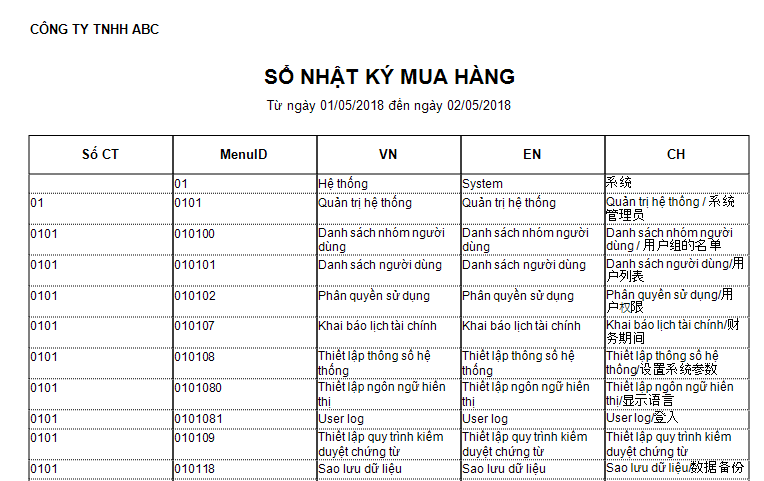 CÔNG TY TNHH ABC
SỔ NHẬT KÝ MUA HÀNG
Từ ngày 01/05/2018 đến ngày 02/05/2018
Số CT MenuID VN EN CH
01 Hệ thống System 系统
01 0101 Quản trị hệ thống Quản trị hệ thống Quản trị hệ thống / 系统
管理员
0101 010100 Danh sách nhóm người Danh sách nhóm người Danh sách nhóm người
dùng dùng dùng / 用户组的名单
0101 010101 Danh sách người dùng Danh sách người dùng Danh sách người dùng/用
户列表
0101 010102 Phân quyền sử dụng Phân quyền sử dụng Phân quyền sử dụng/用
户权限
0101 010107 Khai báo lịch tài chính Khai báo lịch tài chính Khai báo lịch tài chính/财
务期间
0101 010108 Thiết lập thông số hệ Thiết lập thông số hệ Thiết lập thông số hệ
thống thống thống/设置系统参数
0101 0101080 Thiết lập ngôn ngữ hiển Thiết lập ngôn ngữ hiển Thiết lập ngôn ngữ hiển
thị thị thị/显示语言
0101 0101081 User log User log User log/登入
0101 010109 Thiết lập quy trình kiểm Thiết lập quy trình kiểm Thiết lập quy trình kiểm
duyệt chứng từ duyệt chứng từ duyệt chứng từ
0101 010118 Sao lưu dữ liệu Sao lưu dữ liệu Sao lưu dữ liệu/数据备份